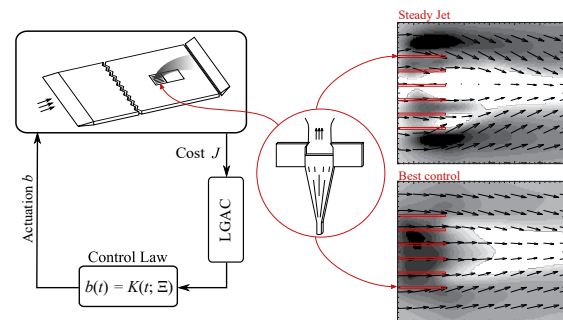 Steady Jet
Cost J
LGAC
Actuation b
Control Law
b(t) = K(t; Ξ)
Best control